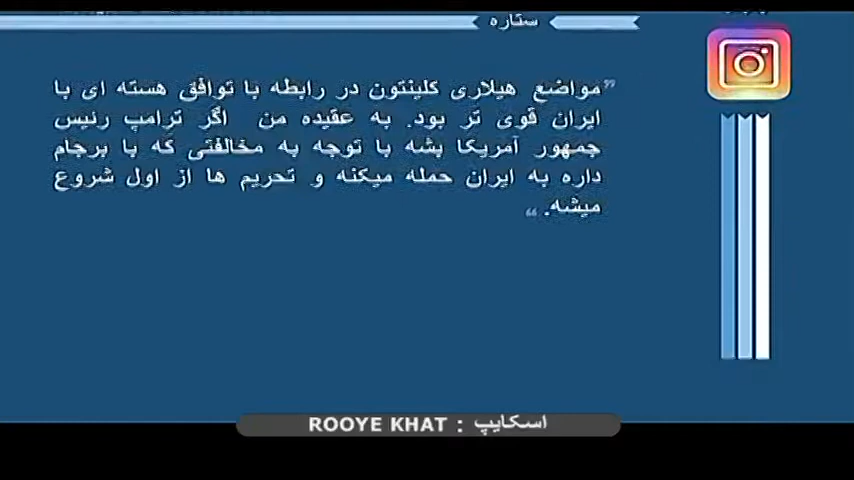 ستاره
”مواضع هیلاری کلینتون در رابطه با توافق هسته ای با
ایران قوی تر بود. به عقیده من اگر ترامپ رئیس
جمهور آمریکا بشه با توجه به مخالفتی که با برجام
داره به ایران حمله میکنه و تحریم ها از اول شروع
میشه.“
اسکایپ : ROOYE KHAT